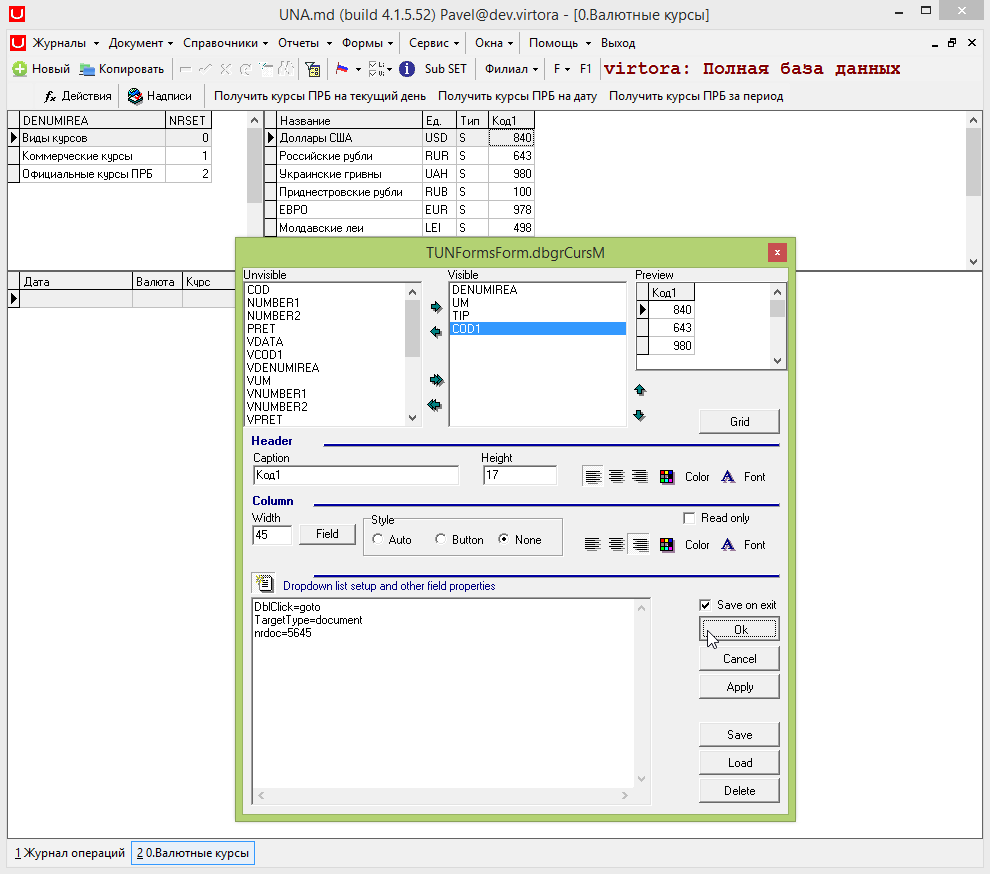 UNA.md (build 4.1.5.52) Pavel@dev.virtora - [0.Валютные курсы]
Журналы Документ Справочники Отчеты Формы Сервис Окна Помощь Выход
Новый Копировать Sub SET Филиал F F1 virtora: Полная база данных
Действия Надписи Получить курсы ПРБ на текущий день Получить курсы ПРБ на дату Получить курсы ПРБ за период
DENUMIREA NRSET
Виды курсов 0
Коммерческие курсы 1
Официальные курсы ПРБ 2
Название Ед. Тип Код1
Доллары США USD S 840
Российские рубли RUR S 643
Украинские гривны UAH S 980
Приднестровские рубли RUB S 100
ЕВРО EUR S 978
Молдавские леи LEI S 498
Дата Валюта Курс
TUNFormsForm.dbgrCursM
Unvisible
COD
NUMBER1
NUMBER2
PRET
VDATA
VCOD1
VDENUMIREA
VUM
VNUMBER1
VNUMBER2
VPRET
Visible
DENUMIREA
UM
TIP
COD1
Preview
Код1
840
643
980
Grid
Header
Caption Height
Код1 17
Color Font
Column
Width
45 Field
Style
Auto Button None
Read only
Color Font
Dropdown list setup and other field properties
DblClick=goto
TargetType=document
nrdoc=5645
Save on exit
Ok
Cancel
Apply
Save
Load
Delete
1 Журнал операций 2 0.Валютные курсы